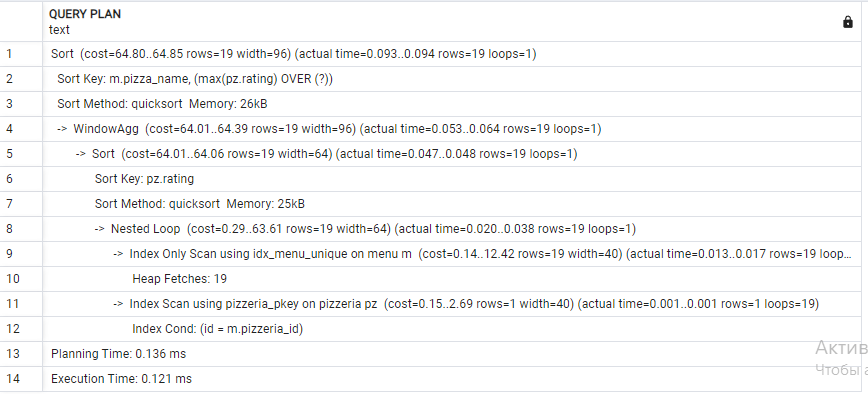 QUERY PLAN
text
1 Sort (cost=64.80..64.85 rows=19 width=96) (actual time=0.093..0.094 rows=19 loops=1)
2 Sort Key: m.pizza_name, (max(pz.rating) OVER (?))
3 Sort Method: quicksort Memory: 26kB
4 -> WindowAgg (cost=64.01..64.39 rows=19 width=96) (actual time=0.053..0.064 rows=19 loops=1)
5 -> Sort (cost=64.01..64.06 rows=19 width=64) (actual time=0.047..0.048 rows=19 loops=1)
6 Sort Key: pz.rating
7 Sort Method: quicksort Memory: 25kB
8 -> Nested Loop (cost=0.29..63.61 rows=19 width=64) (actual time=0.020..0.038 rows=19 loops=1)
9 -> Index Only Scan using idx_menu_unique on menu m (cost=0.14..12.42 rows=19 width=40) (actual time=0.013..0.017 rows=19 loop...
10 Heap Fetches: 19
11 -> Index Scan using pizzeria_pkey on pizzeria pz (cost=0.15..2.69 rows=1 width=40) (actual time=0.001..0.001 rows=1 loops=19)
12 Index Cond: (id = m.pizzeria_id)
13 Planning Time: 0.136 ms
Актив
14 Execution Time: 0.121 ms
Чтобы а